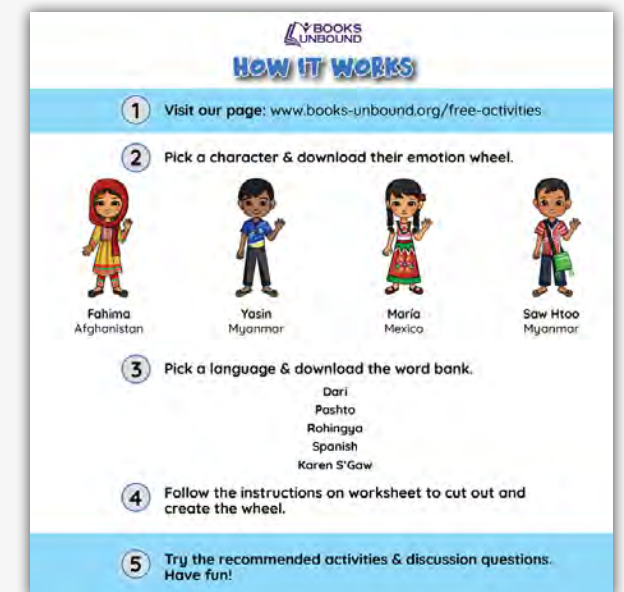 BOOKS
UNBOUND
HOW IT WORKS
1 Visit our page: www.books-unbound.org/free-activities
2 Pick a character & download their emotion wheel.
Fahima Yasin María Saw Htoo
Afghanistan Myanmar Mexico Myanmar
3 Pick a language & download the word bank.
Dari
Pashto
Rohingya
Spanish
Karen S'Gaw
4 Follow the instructions on worksheet to cut out and
create the wheel.
5 Try the recommended activities & discussion questions.
Have fun!